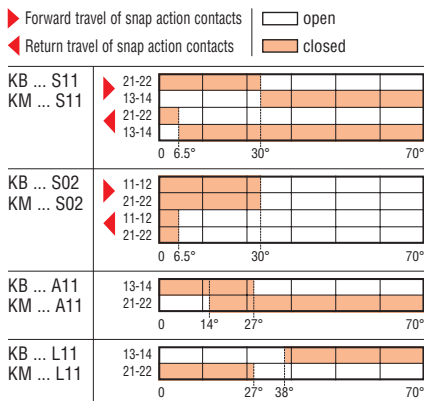 Forward travel of snap action contacts open
Return travel of snap action contacts closed
KB ... S11 21-22
KM ... S11 13-14
21-22
13-14
0 6.5° 30° 70°
KB ... S02 11-12
KM ... S02 21-22
11-12
21-22
0 6.5° 30° 70°
KB ... A11 13-14
KM ... A11 21-22
0 14° 27° 70°
KB ... L11 13-14
KM ... L11 21-22
0 27° 38° 70°